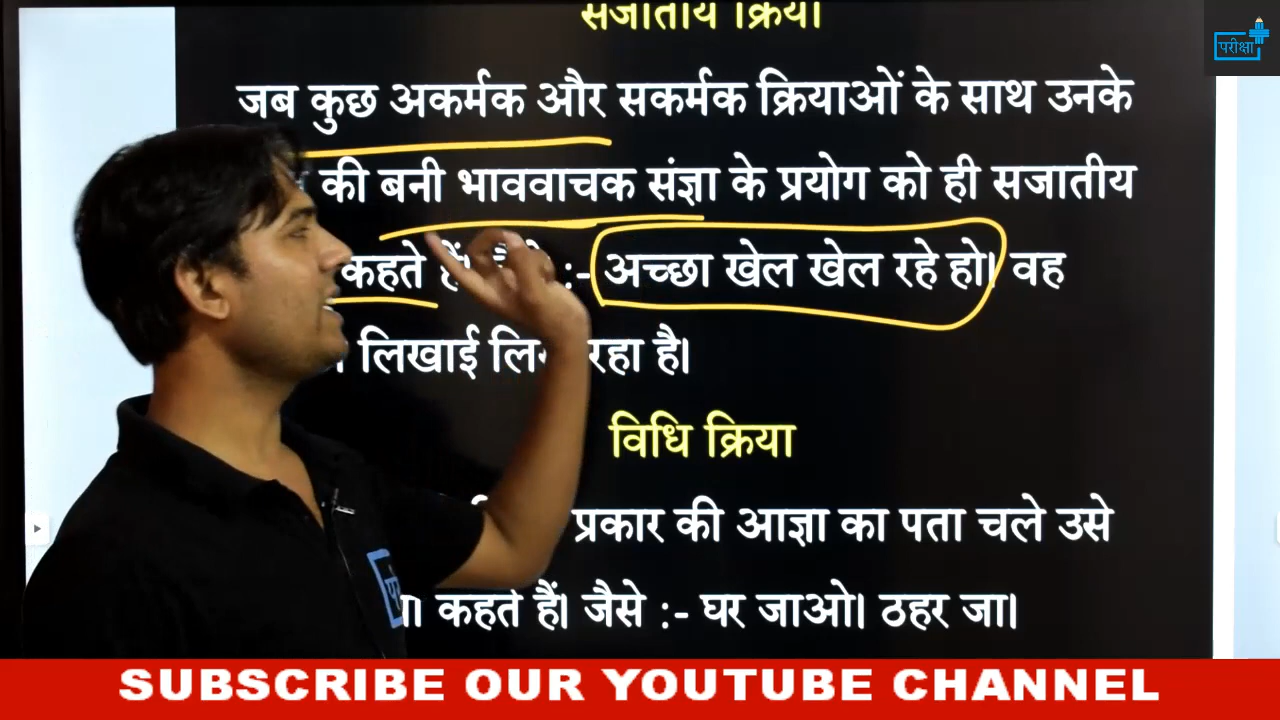 सजातीय क्रिया
परीक्षा
जब कुछ अकर्मक और सकर्मक क्रियाओं के साथ उनके
की बनी भाववाचक संज्ञा के प्रयोग को ही सजातीय
कहते हैं। :- अच्छा खेल खेल रहे हो। वह
लिखाई रहा है।
विधि क्रिया
प्रकार की आज्ञा का पता चले उसे
कहते हैं। जैसे :- घर जाओ। ठहर जा।
SUBSCRIBE OUR YOUTUBE CHANNEL